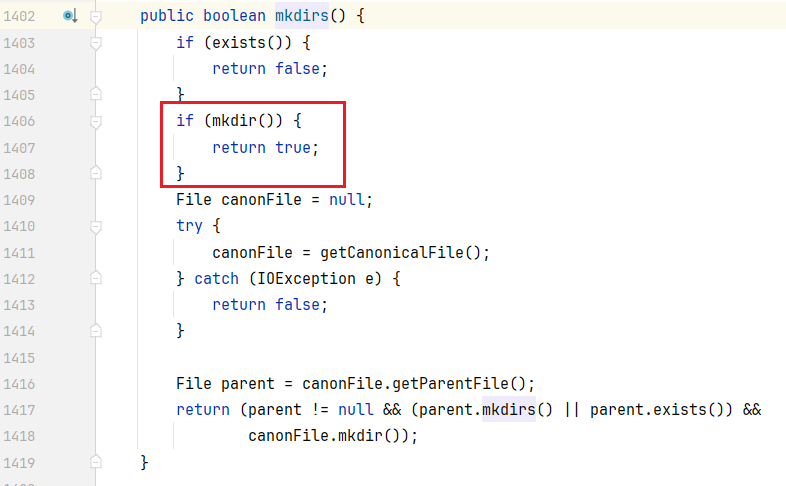 1402 public boolean mkdirs() {
1403 if (exists()) {
1404 return false;
1405 }
1406 if (mkdir()) {
1407 return true;
1408 }
1409 File canonFile = null;
1410 try {
1411 canonFile = getCanonicalFile();
1412 } catch (IOException e) {
1413 return false;
1414 }
1415
1416 File parent = canonFile.getParentFile();
1417 return (parent != null && (parent.mkdirs() || parent.exists()) &&
1418 canonFile.mkdir());
1419 }